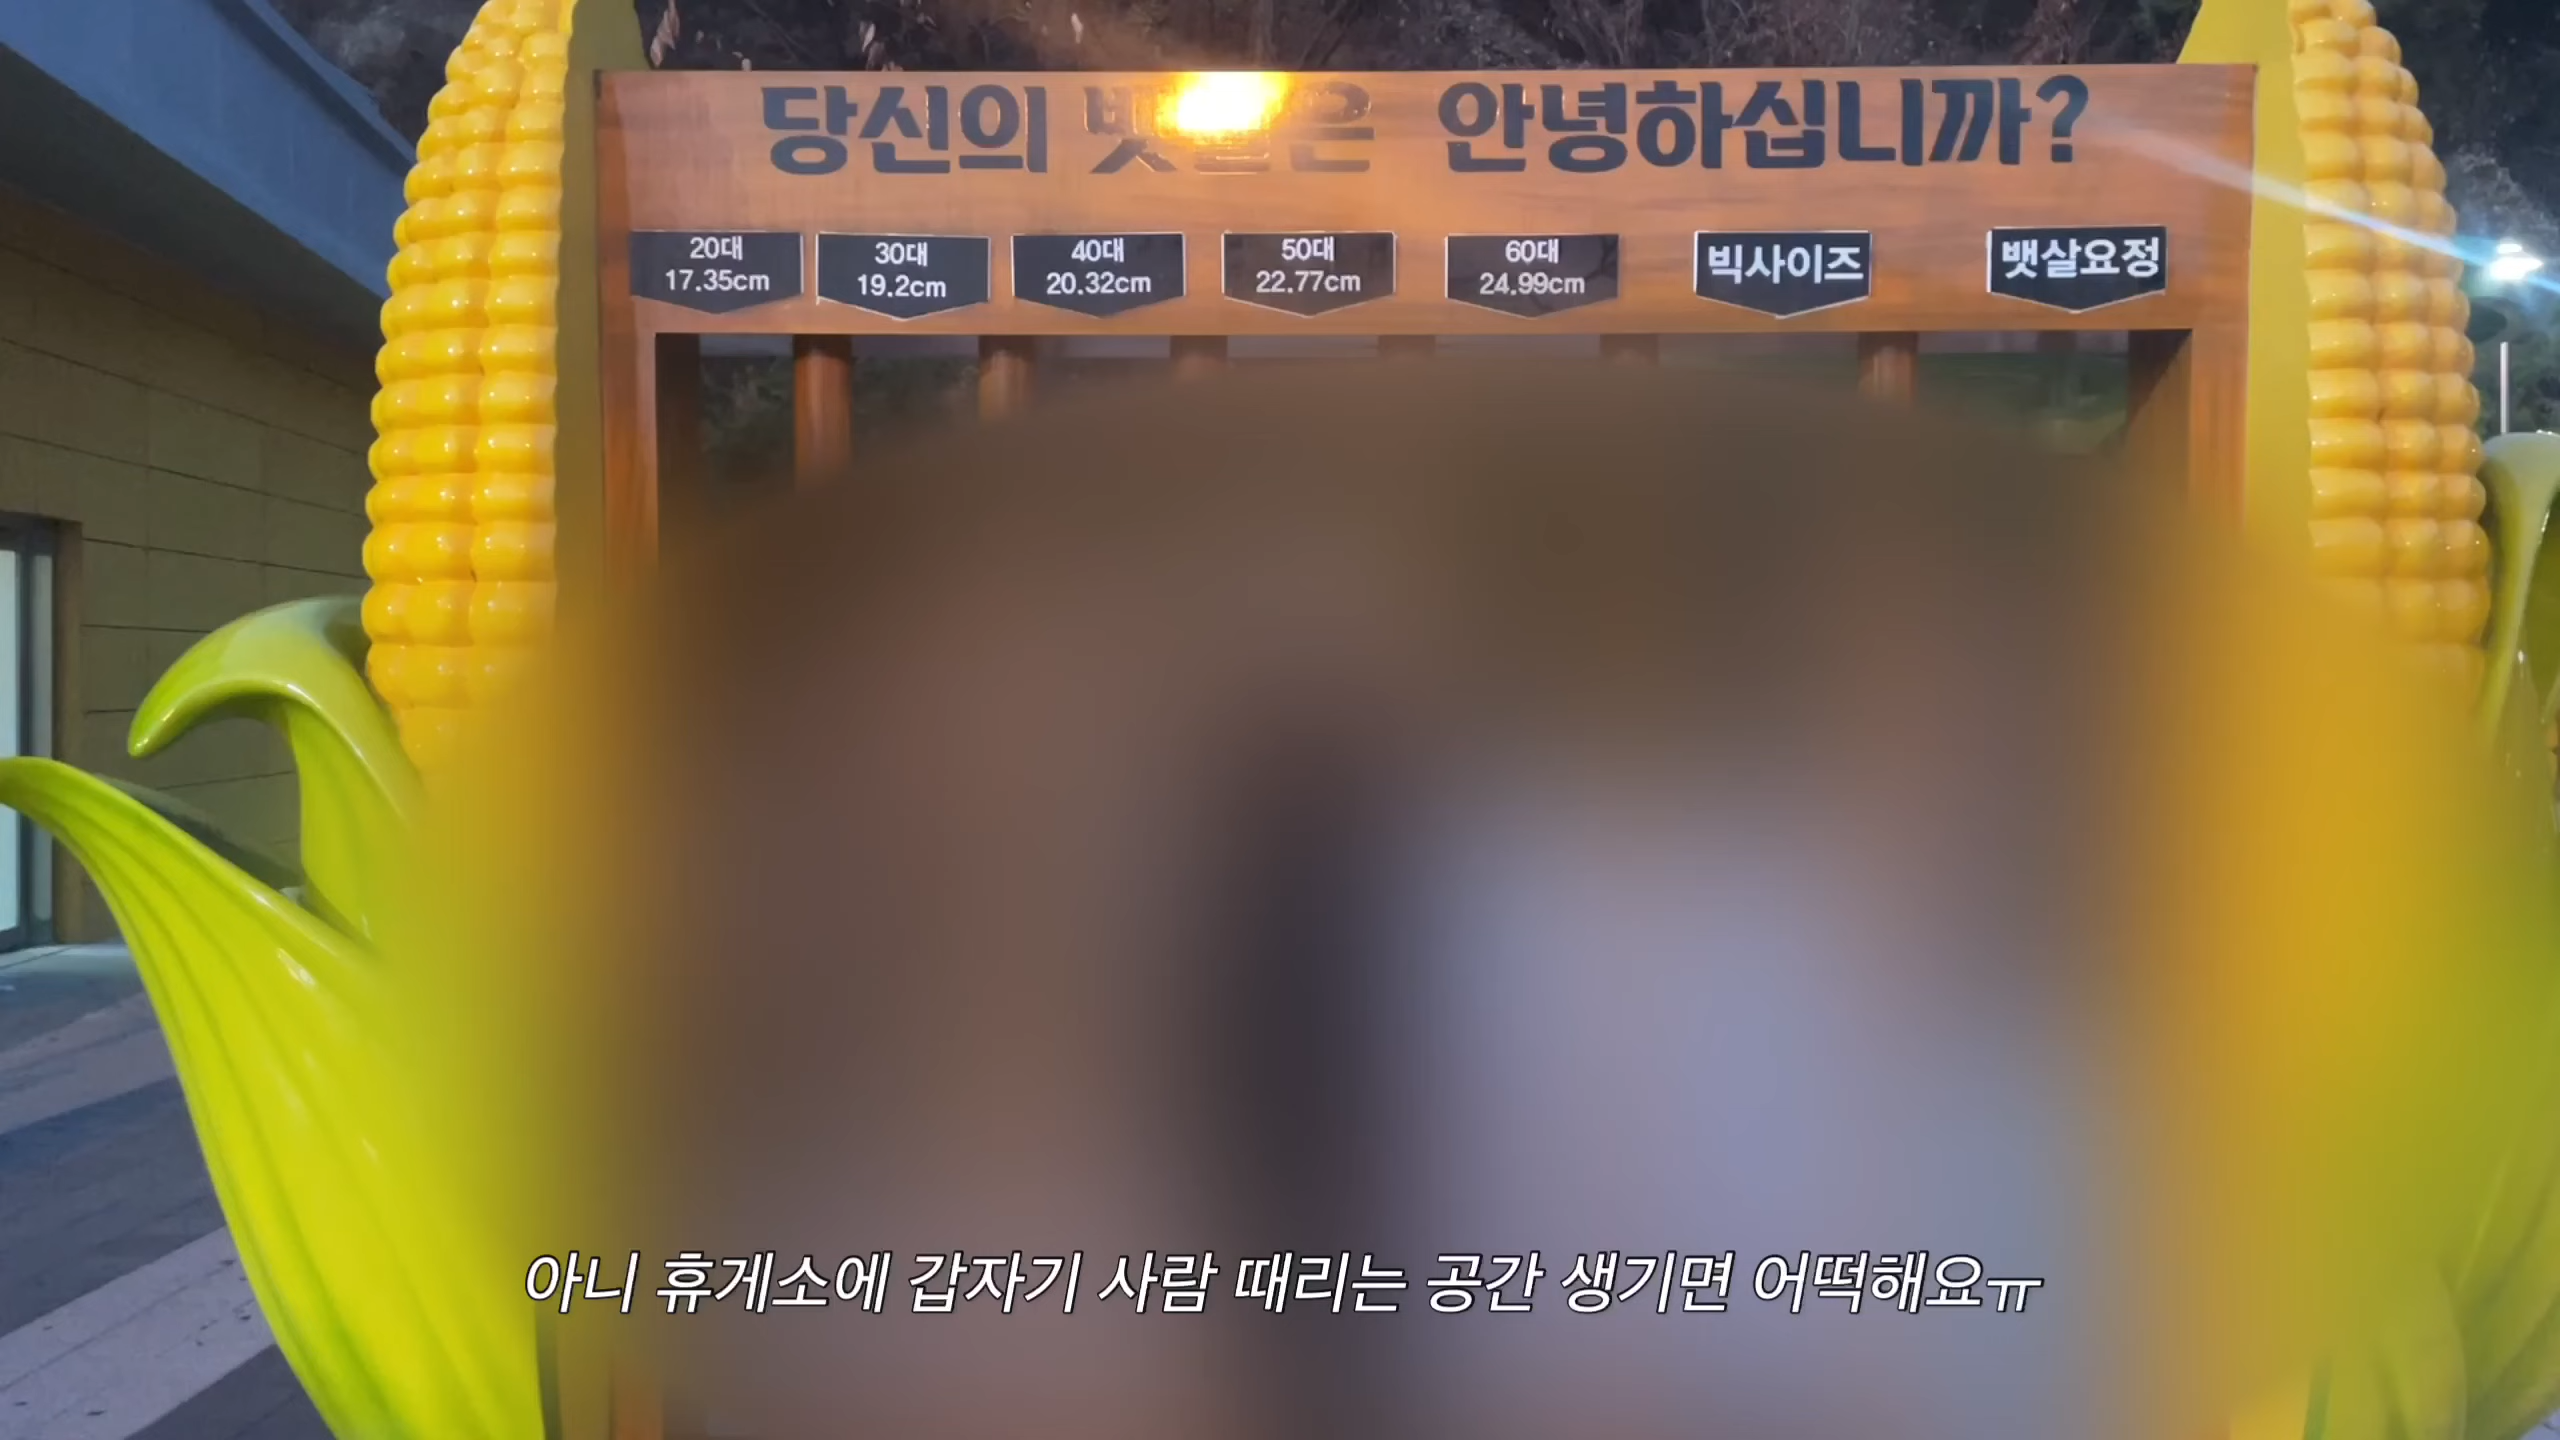 당신의 뱃살은 안녕하십니까?
20대
17.35cm
30대
19.2cm
40대
20.32cm
50대
22.77cm
60대
24.99cm
빅사이즈
뱃살요정
아니 휴게소에 갑자기 사람 때리는 공간 생기면 어떡해요ㅠ